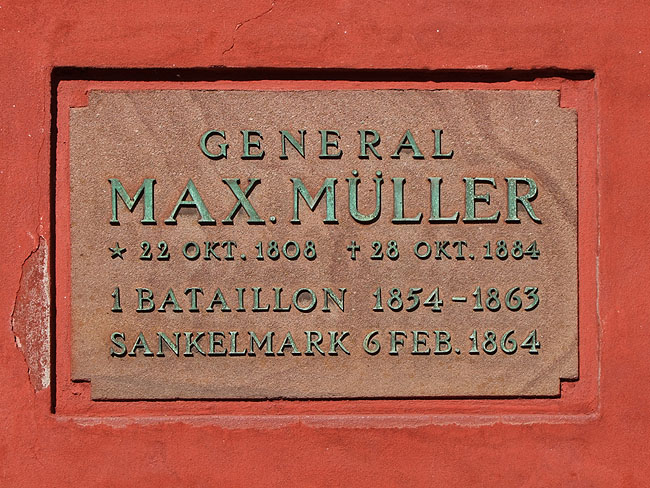 GENERAL
MAX. MÜLLER
★ 22 OKT. 1808 ✝ 28 OKT. 1884
1 BATAILLON 1854-1863
SANKELMARK 6 FEB. 1864